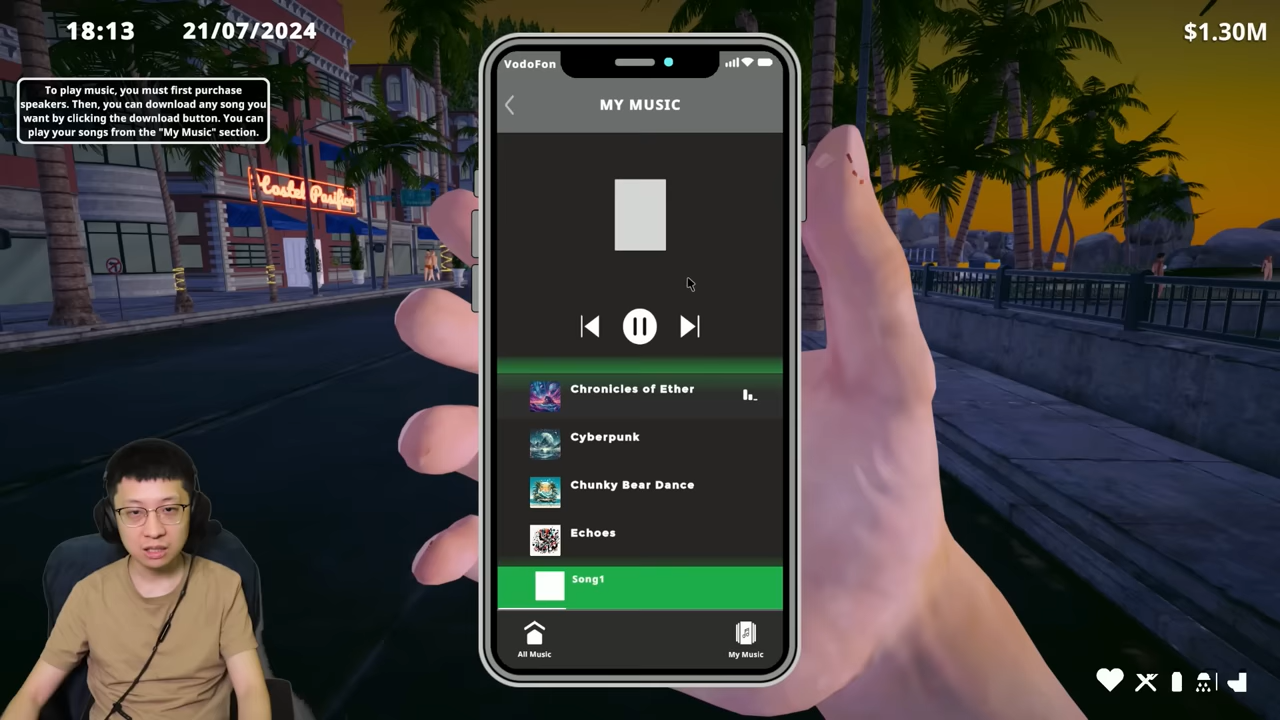 18:13
21/07/2024
$1.30M
To play music, you must first purchase
speakers. Then, you can download any song you
want by clicking the download button. You can
play your songs from the "My Music" section.
Hostel Pasifico
VodoFon
MY MUSIC
Chronicles of Ether
Cyberpunk
Chunky Bear Dance
Echoes
Song1
All Music
My Music